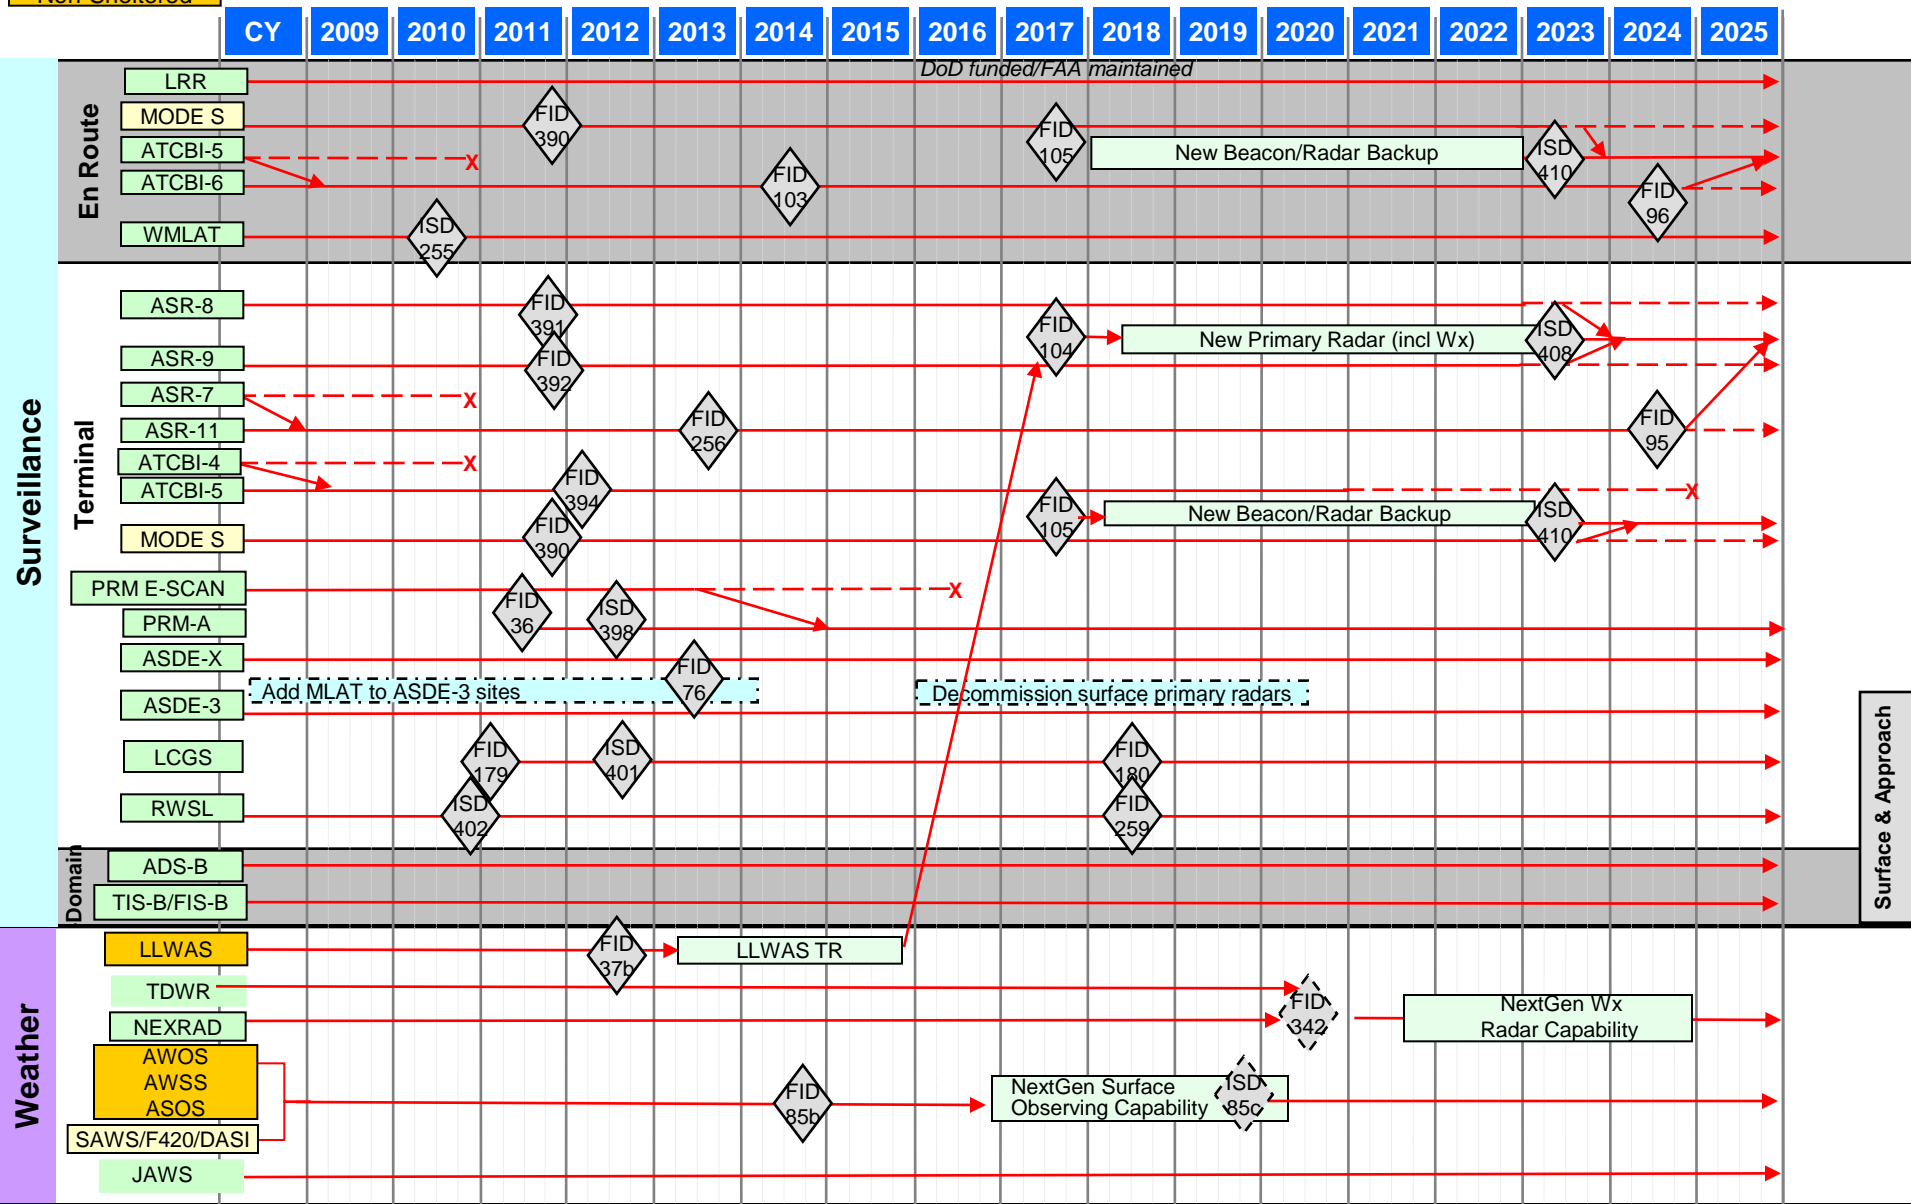 Non-Sheltered
CY 2009 2010 2011 2012 2013 2014 2015 2016 2017 2018 2019 2020 2021 2022 2023 2024 2025
Surveillance
En Route
DoD funded/FAA maintained
LRR
MODE S
FID
390
FID
105
ATCBI-5
X
New Beacon/Radar Backup
ISD
410
ATCBI-6
FID
103
FID
96
WMLAT
ISD
255
Terminal
ASR-8
FID
391
FID
104
New Primary Radar (incl Wx)
ISD
408
ASR-9
FID
392
ASR-7
X
ASR-11
FID
256
FID
95
ATCBI-4
X
ATCBI-5
FID
394
X
FID
105
New Beacon/Radar Backup
ISD
410
MODE S
FID
390
PRM E-SCAN
X
FID
36
ISD
398
PRM-A
ASDE-X
FID
76
Add MLAT to ASDE-3 sites
Decommission surface primary radars
ASDE-3
LCGS
FID
179
ISD
401
FID
180
RWSL
ISD
402
FID
259
Surface & Approach
Domain
ADS-B
TIS-B/FIS-B
Weather
LLWAS
FID
37b
LLWAS TR
TDWR
FID
342
NextGen Wx
Radar Capability
NEXRAD
AWOS
AWSS
ASOS
FID
85b
NextGen Surface
Observing Capability
ISD
85c
SAWS/F420/DASI
JAWS